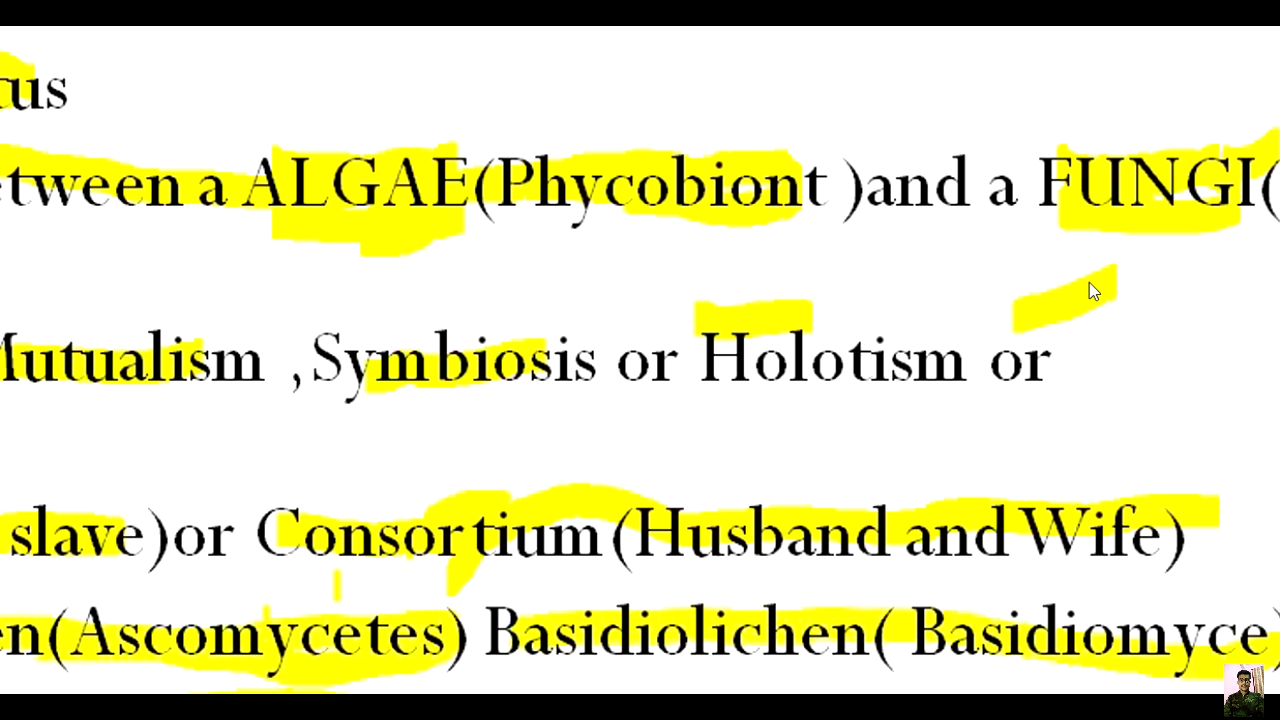 tus
etween a ALGAE(Phycobiont )and a FUNGI(
Mutualism ,Symbiosis or Holotism or
slave)or Consortium(Husband and Wife)
en(Ascomycetes) Basidiolichen( Basidiomyce